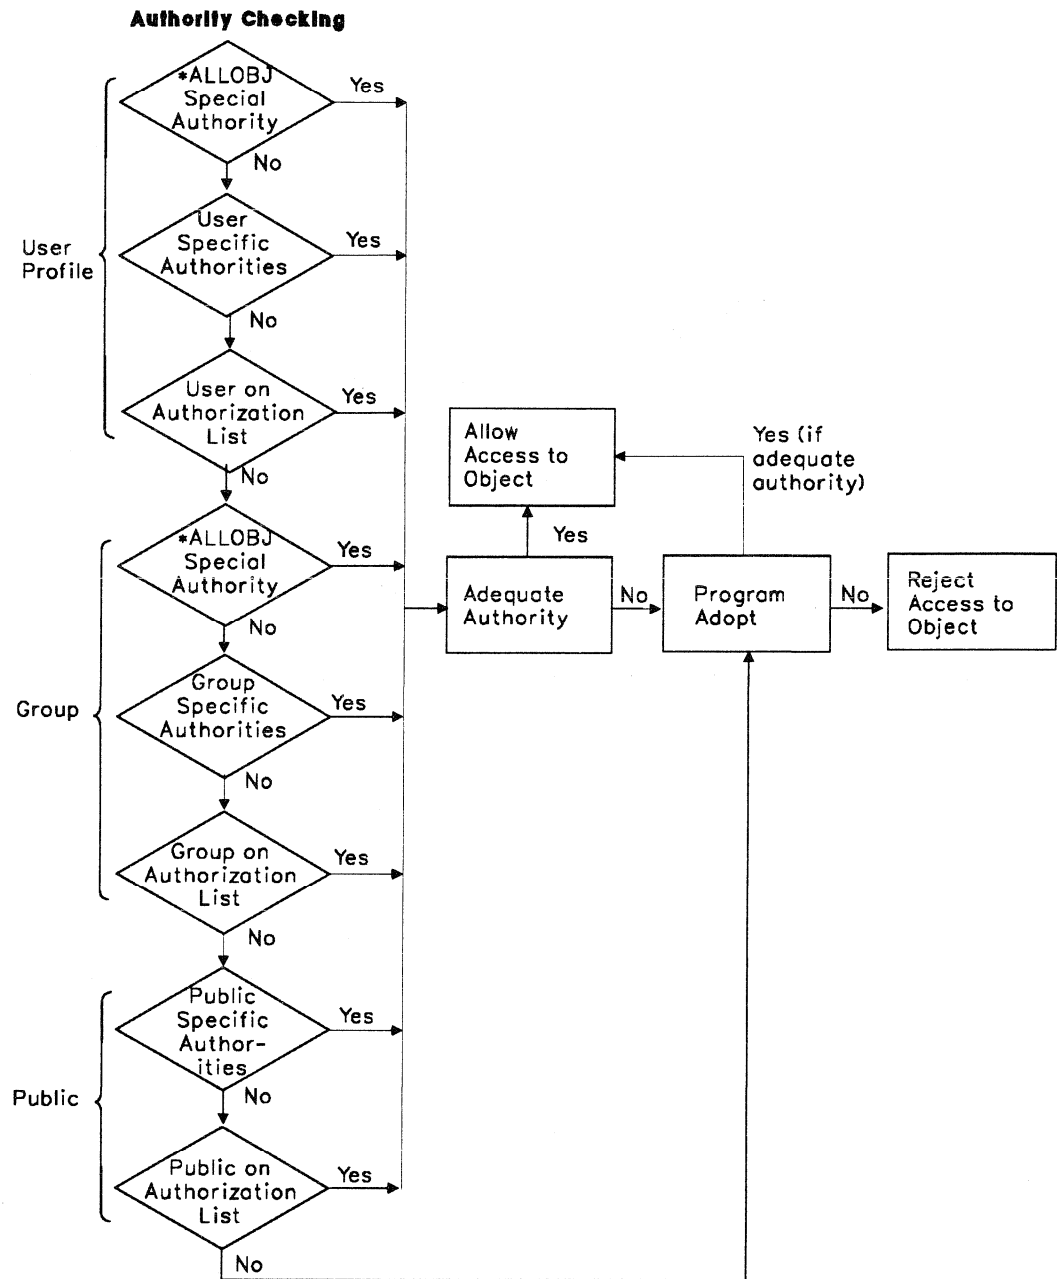 Authority Checking
*ALLOBJ
Special
Authority
Yes
No
User
Profile
User
Specific
Authorities
Yes
No
User on
Authorization
List
Yes
No
*ALLOBJ
Special
Authority
Yes
No
Group
Group
Specific
Authorities
Yes
No
Group on
Authorization
List
Yes
No
Public
Public
Specific
Author-
ities
Yes
No
Public on
Authorization
List
Yes
No
Allow
Access to
Object
Yes
Adequate
Authority
No
Yes (if
adequate
authority)
Program
Adopt
No
Reject
Access to
Object